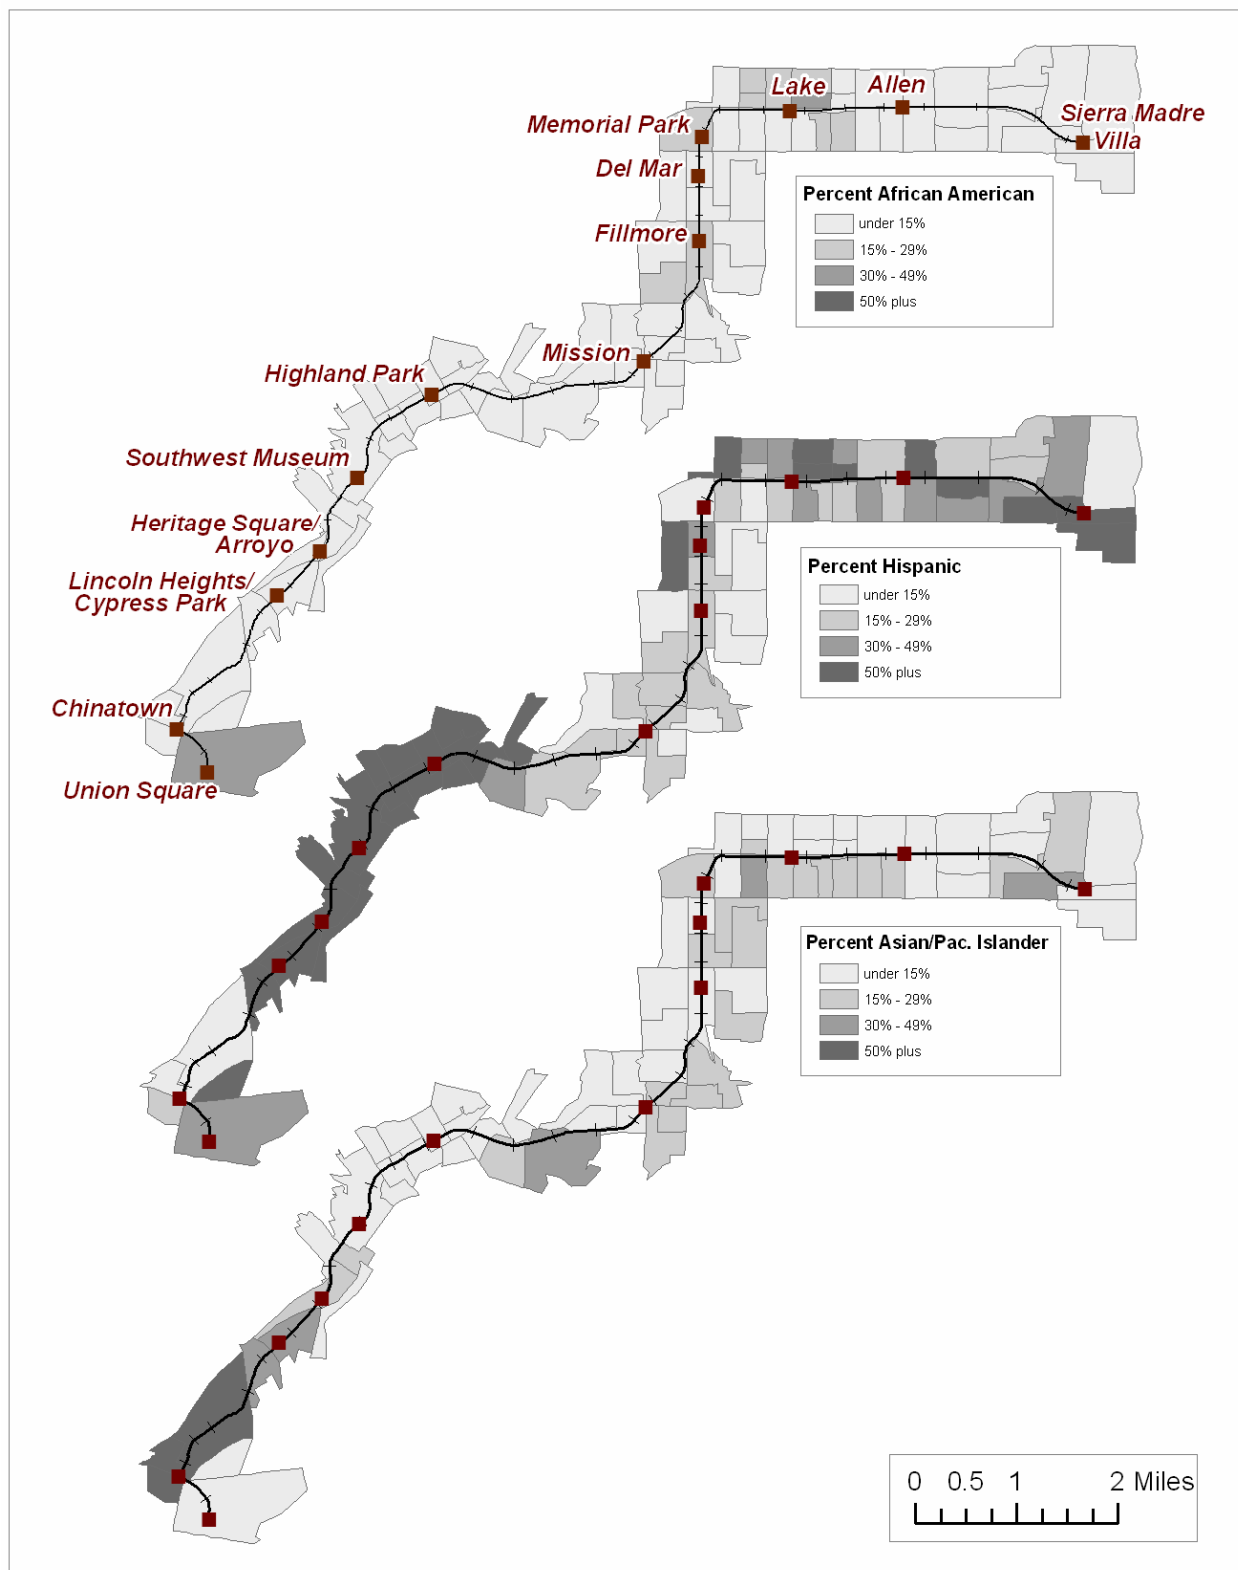 Lake
Allen
Sierra Madre
Villa
Memorial Park
Del Mar
Fillmore
Percent African American
under 15%
15% - 29%
30% - 49%
50% plus
Mission
Highland Park
Southwest Museum
Heritage Square/
Arroyo
Lincoln Heights/
Cypress Park
Chinatown
Union Square
Percent Hispanic
under 15%
15% - 29%
30% - 49%
50% plus
Percent Asian/Pac. Islander
under 15%
15% - 29%
30% - 49%
50% plus
0 0.5 1 2 Miles